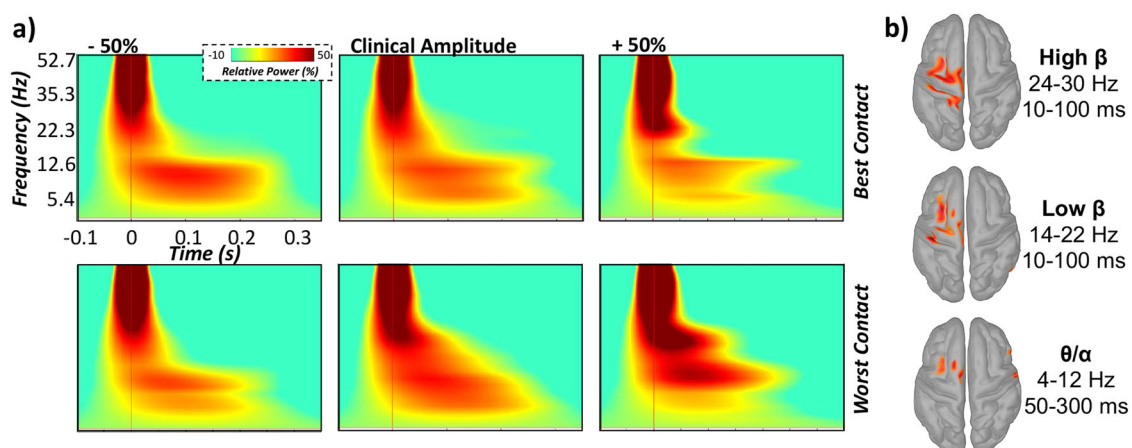 a)
- 50%
Clinical Amplitude
+ 50%
-10
50
Relative Power (%)
Frequency (Hz)
52.7
35.3
22.3
12.6
5.4
-0.1
0
0.1
0.2
0.3
Time (s)
Best Contact
Worst Contact
b)
High β
24-30 Hz
10-100 ms
Low β
14-22 Hz
10-100 ms
θ/α
4-12 Hz
50-300 ms